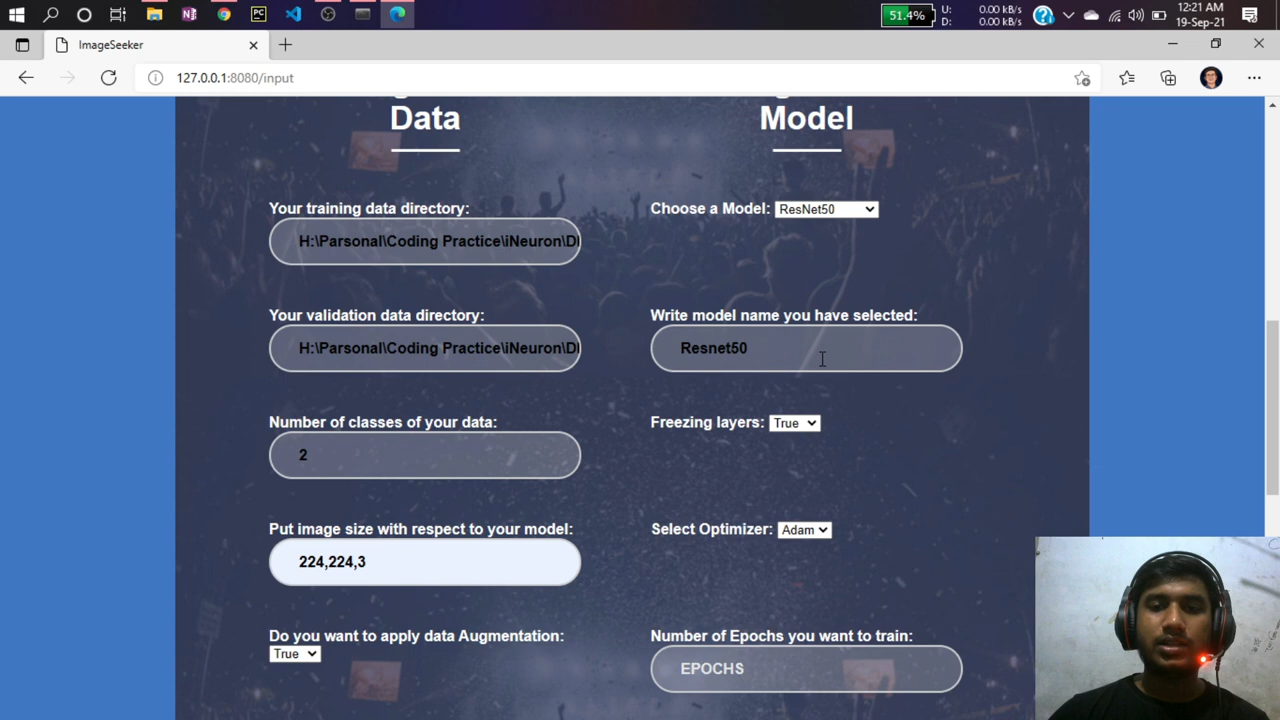 51.4%
U: 0.00 kB/s
D: 0.00 kB/s
12:21 AM
19-Sep-21
ImageSeeker
127.0.0.1:8080/input
Data
Model
Your training data directory:
H:\Parsonal\Coding Practice\iNeuron\D
Choose a Model: ResNet50
Your validation data directory:
H:\Parsonal\Coding Practice\iNeuron\D
Write model name you have selected:
Resnet50
Number of classes of your data:
2
Freezing layers: True
Put image size with respect to your model:
224,224,3
Select Optimizer: Adam
Do you want to apply data Augmentation:
True
Number of Epochs you want to train:
EPOCHS